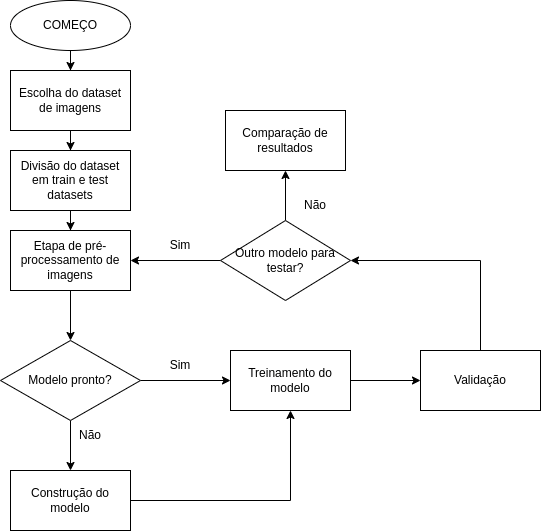 COMEÇO
Escolha do dataset
de imagens
Divisão do dataset
em train e test
datasets
Etapa de pré-
processamento de
imagens
Modelo pronto?
Sim
Não
Construção do
modelo
Treinamento do
modelo
Validação
Outro modelo para
testar?
Sim
Não
Comparação de
resultados